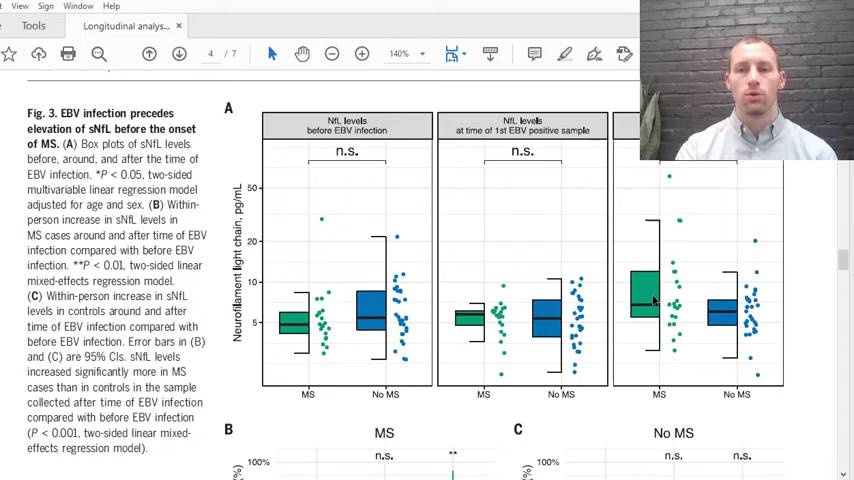 View Sign Window Help
Tools
Longitudinal analys...
×
4 / 7
140%
Fig. 3. EBV infection precedes
elevation of sNfL before the onset
of MS. (A) Box plots of sNfL levels
before, around, and after the time of
EBV infection. *P < 0.05, two-sided
multivariable linear regression model
adjusted for age and sex. (B) Within-
person increase in sNfL levels in
MS cases around and after time of EBV
infection compared with before EBV
infection. **P < 0.01, two-sided linear
mixed-effects regression model.
(C) Within-person increase in sNfL
levels in controls around and after
time of EBV infection compared with
before EBV infection. Error bars in (B)
and (C) are 95% CIs. sNfL levels
increased significantly more in MS
cases than in controls in the sample
collected after time of EBV infection
compared with before EBV infection
(P < 0.001, two-sided linear mixed-
effects regression model).
A
NfL levels
before EBV infection
NfL levels
at time of 1st EBV positive sample
n.s.
n.s.
Neurofilament light chain, pg/mL
50
20
10
5
MS
No MS
MS
No MS
MS
No MS
B
MS
C
No MS
n.s.
**
n.s.
n.s.
100%
100%
(%)
(%)